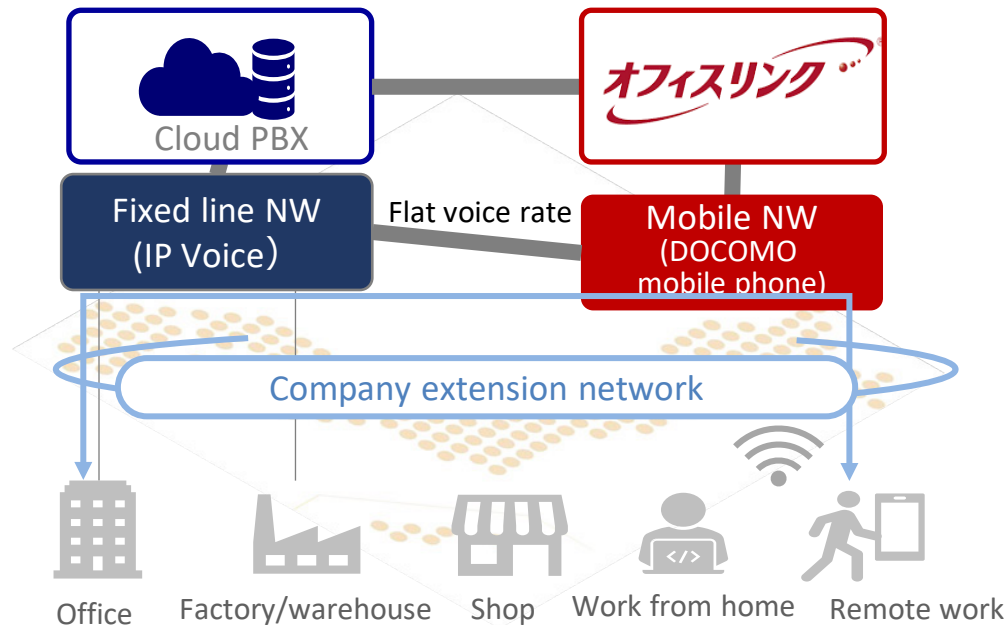 Cloud PBX
オフィスリンク
®
Fixed line NW
(IP Voice）
Flat voice rate
Mobile NW
(DOCOMO
mobile phone)
Company extension network
</>
Office
Factory/warehouse
Shop
Work from home
Remote work